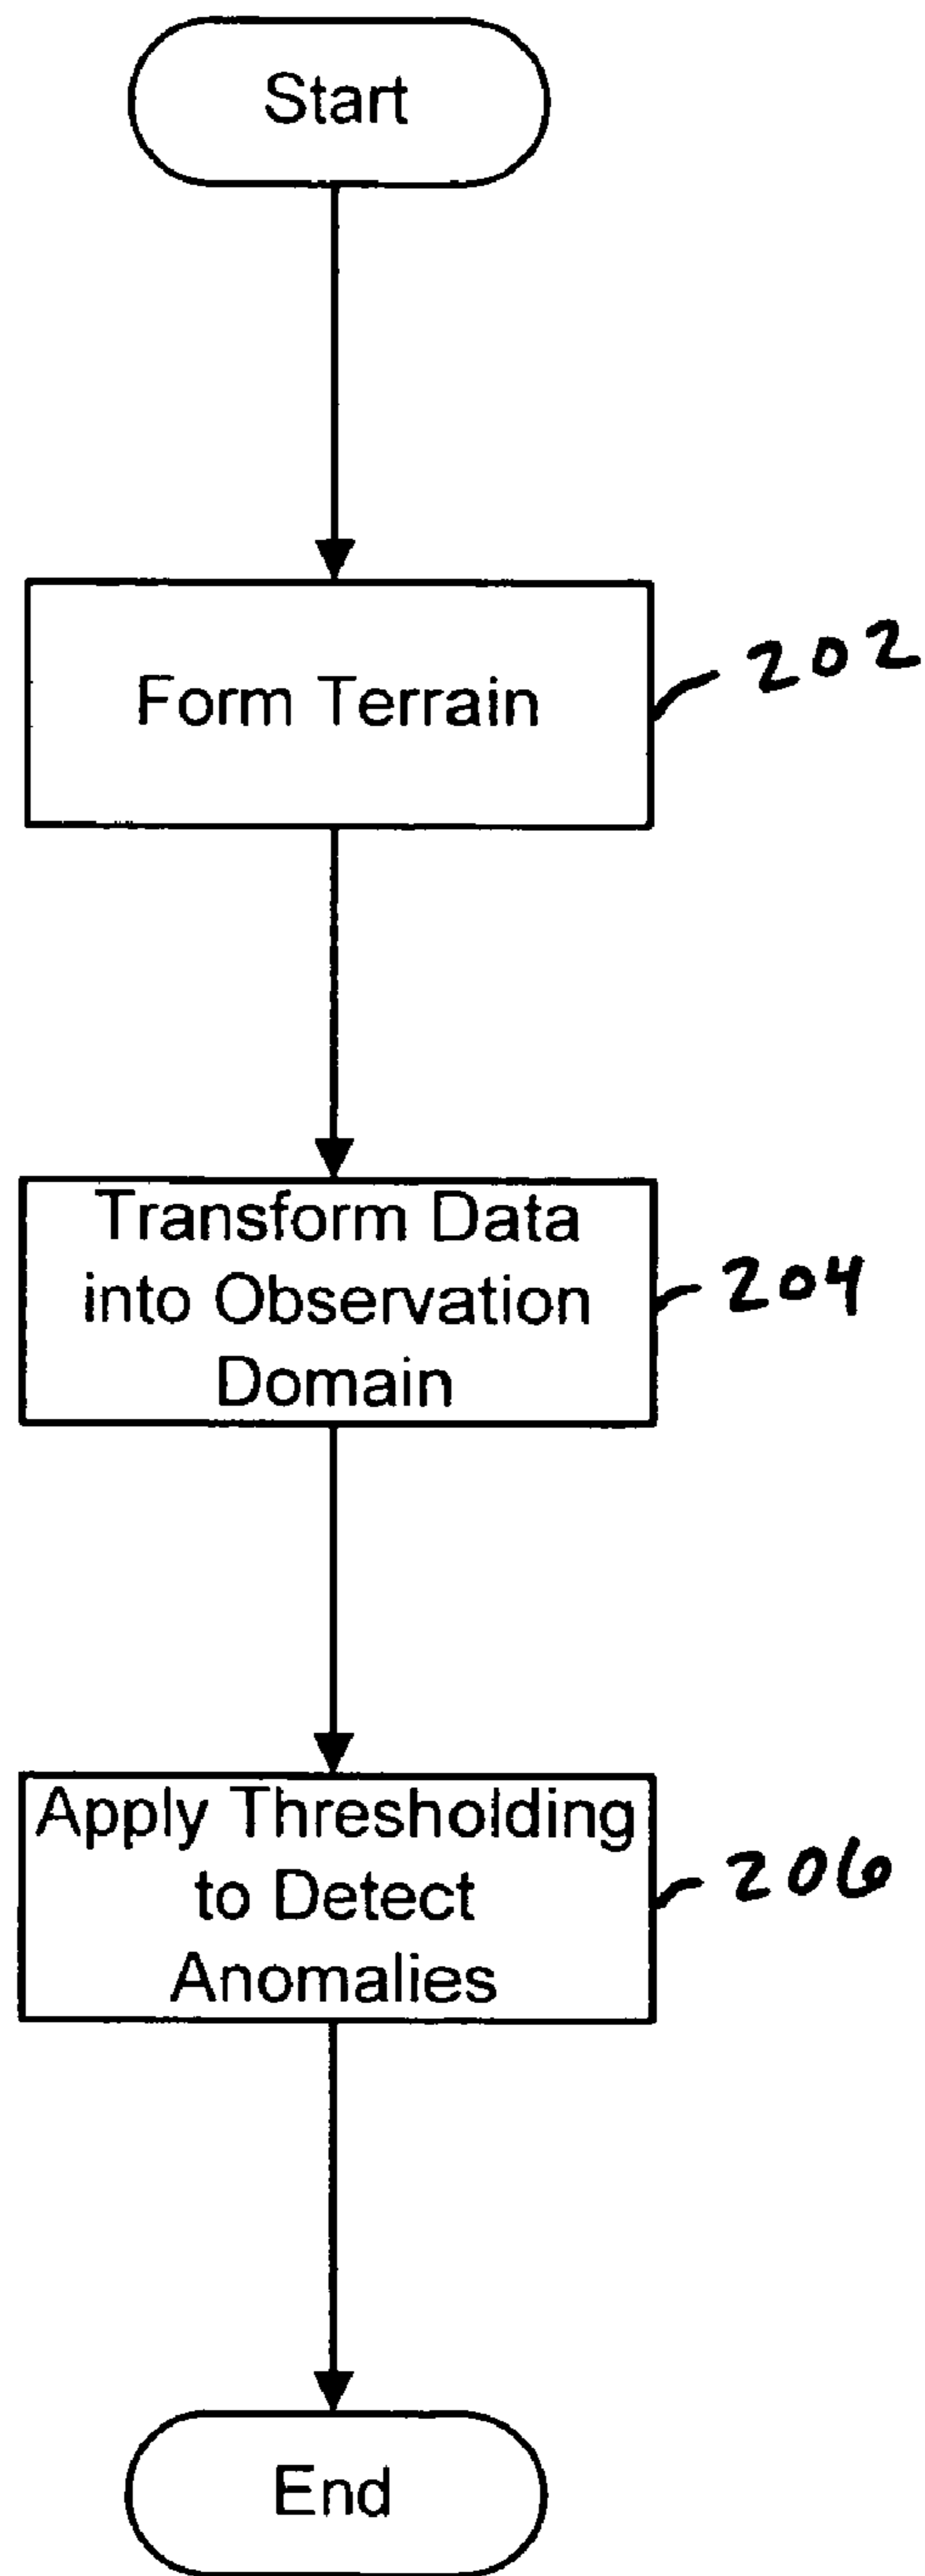 Start
Form Terrain
202
Transform Data
into Observation
Domain
204
Apply Thresholding
to Detect
Anomalies
206
End